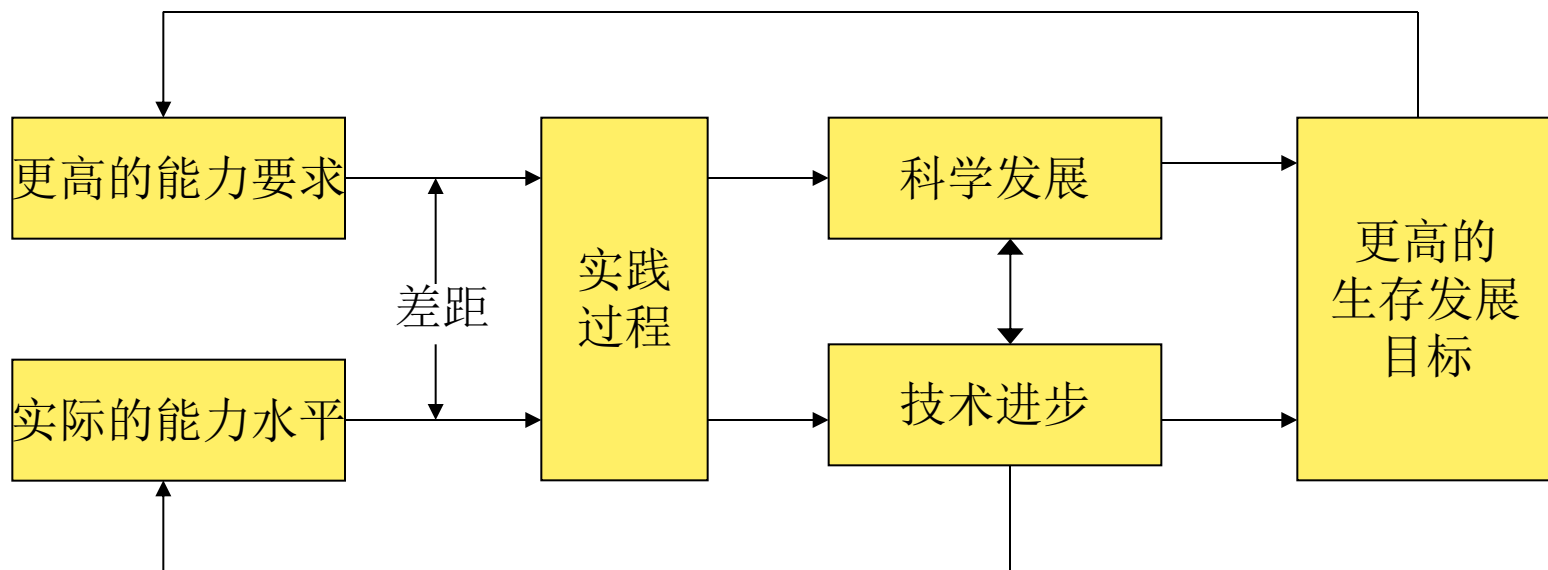 更高的能力要求
实践
过程
科学发展
更高的
生存发展
目标
差距
实际的能力水平
技术进步